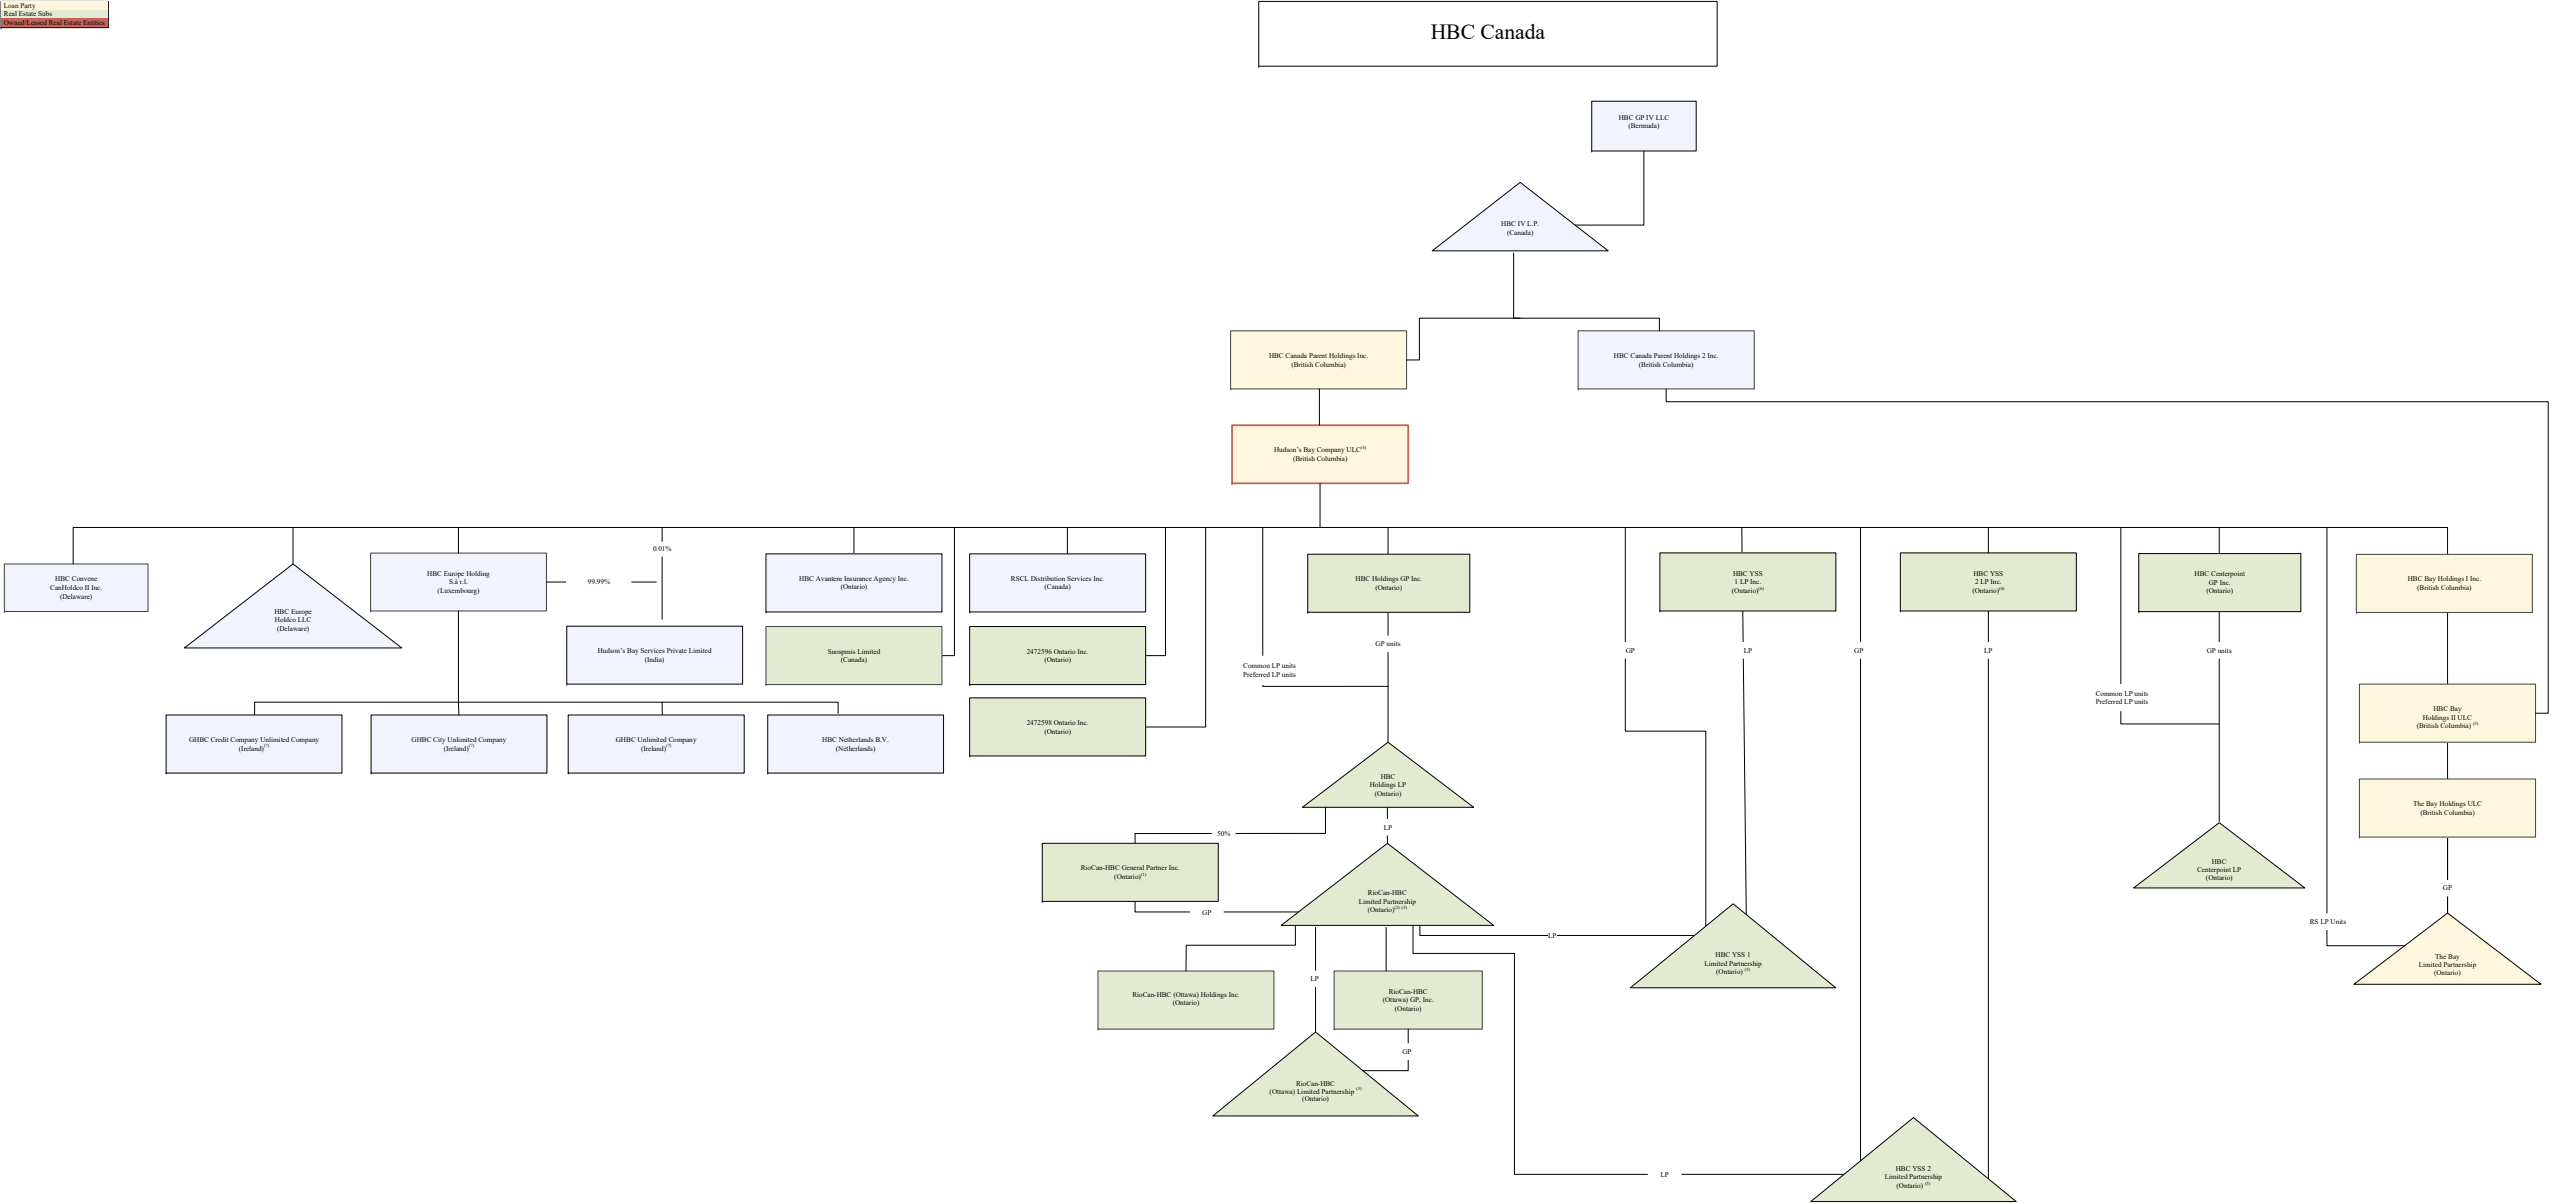 Loan Party
Real Estate Subs
Owned/Leased Real Estate Entities
HBC Canada
HBC GP IV LLC
(Bermuda)
HBC IV L.P.
(Canada)
HBC Canada Parent Holdings Inc.
(British Columbia)
HBC Canada Parent Holdings 2 Inc.
(British Columbia)
Hudson's Bay Company ULC
(British Columbia)
0.01%
99.99%
HBC Convene
CanHoldco II Inc.
(Delaware)
HBC Europe
Holdco LLC
(Delaware)
HBC Europe Holding
S.à r.l.
(Luxembourg)
Hudson's Bay Services Private Limited
(India)
HBC Avantem Insurance Agency Inc.
(Ontario)
Snospmis Limited
(Canada)
RSCL Distribution Services Inc.
(Canada)
2472596 Ontario Inc.
(Ontario)
2472598 Ontario Inc.
(Ontario)
GHBC Credit Company Unlimited Company
(Ireland)(7)
GHBC City Unlimited Company
(Ireland)(7)
GHBC Unlimited Company
(Ireland)(7)
HBC Netherlands B.V.
(Netherlands)
Common LP units
Preferred LP units
HBC Holdings GP Inc.
(Ontario)
GP units
HBC
Holdings LP
(Ontario)
50%
LP
RioCan-HBC General Partner Inc.
(Ontario)(1)
GP
RioCan-HBC
Limited Partnership
(Ontario)(2)
LP
RioCan-HBC (Ottawa) Holdings Inc.
(Ontario)
LP
RioCan-HBC
(Ottawa) GP, Inc.
(Ontario)
GP
RioCan-HBC
(Ottawa) Limited Partnership
(Ontario)
GP
HBC YSS
1 LP Inc.
(Ontario)(6)
LP
HBC YSS 1
Limited Partnership
(Ontario)
GP
HBC YSS
2 LP Inc.
(Ontario)(6)
LP
LP
HBC YSS 2
Limited Partnership
(Ontario)
Common LP units
Preferred LP units
HBC Centerpoint
GP Inc.
(Ontario)
GP units
HBC
Centerpoint LP
(Ontario)
RS LP Units
HBC Bay Holdings I Inc.
(British Columbia)
HBC Bay
Holdings II ULC
(British Columbia)
The Bay Holdings ULC
(British Columbia)
GP
The Bay
Limited Partnership
(Ontario)